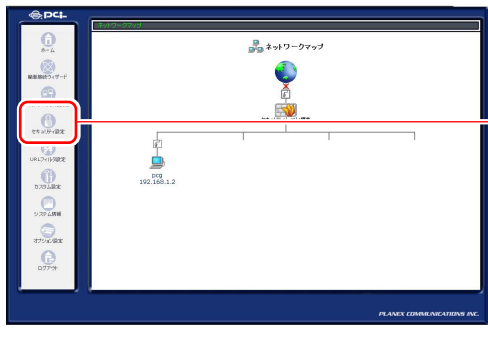 PCi
ネットワークマップ
ホーム
ネットワークマップ
セキュリティ設定
URLフィルタ設定
カスタム設定
システム情報
オプション設定
ログアウト
pcg
192.168.1.2
PLANEX COMMUNICATIONS INC.